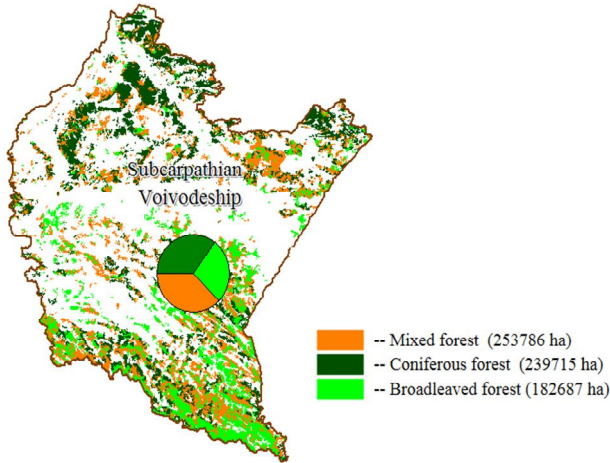 Subcarpathian
Voivodeship
-- Mixed forest (253786 ha)
-- Coniferous forest (239715 ha)
-- Broadleaved forest (182687 ha)